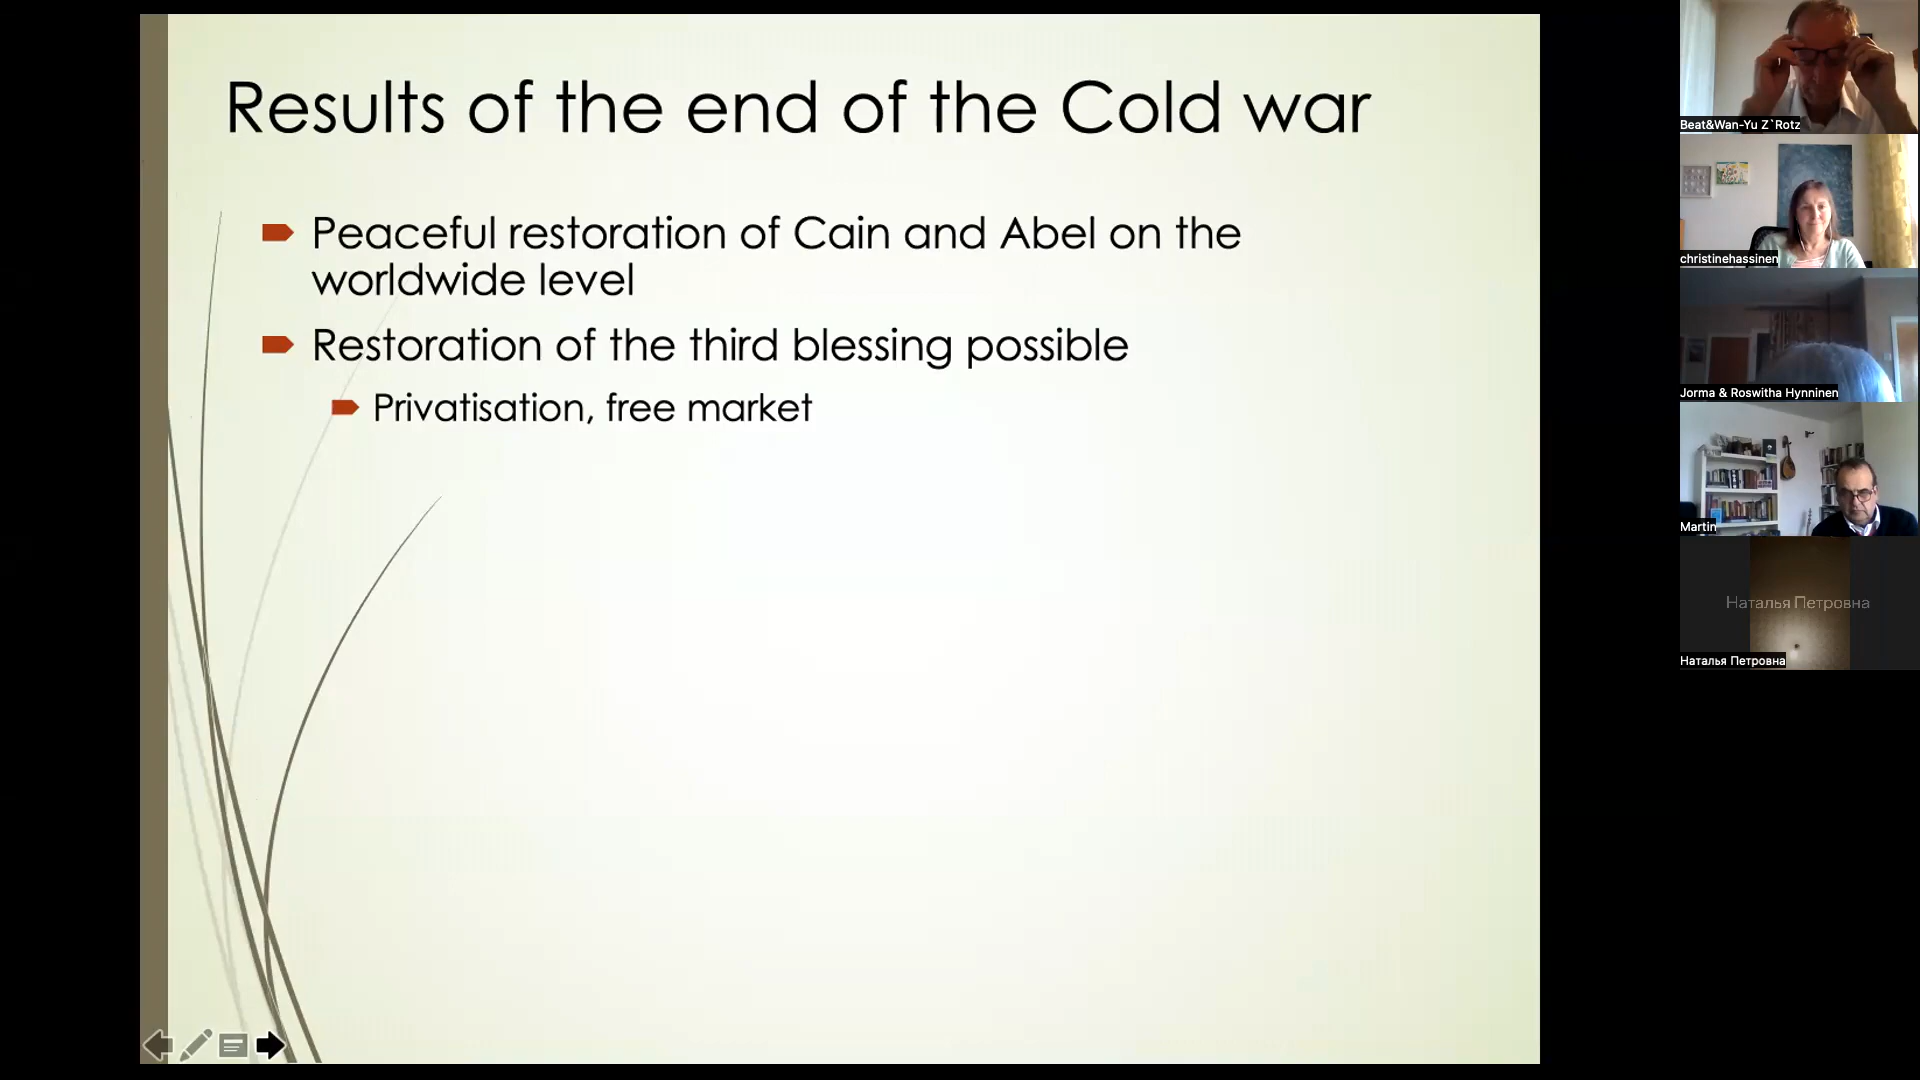 Results of the end of the Cold war
Peaceful restoration of Cain and Abel on the
worldwide level
Restoration of the third blessing possible
Privatisation, free market
Beat&Wan-Yu Z`Rotz
christinehassinen
Jorma & Roswitha Hynninen
Martin
Наталья Петровна
Наталья Петровна